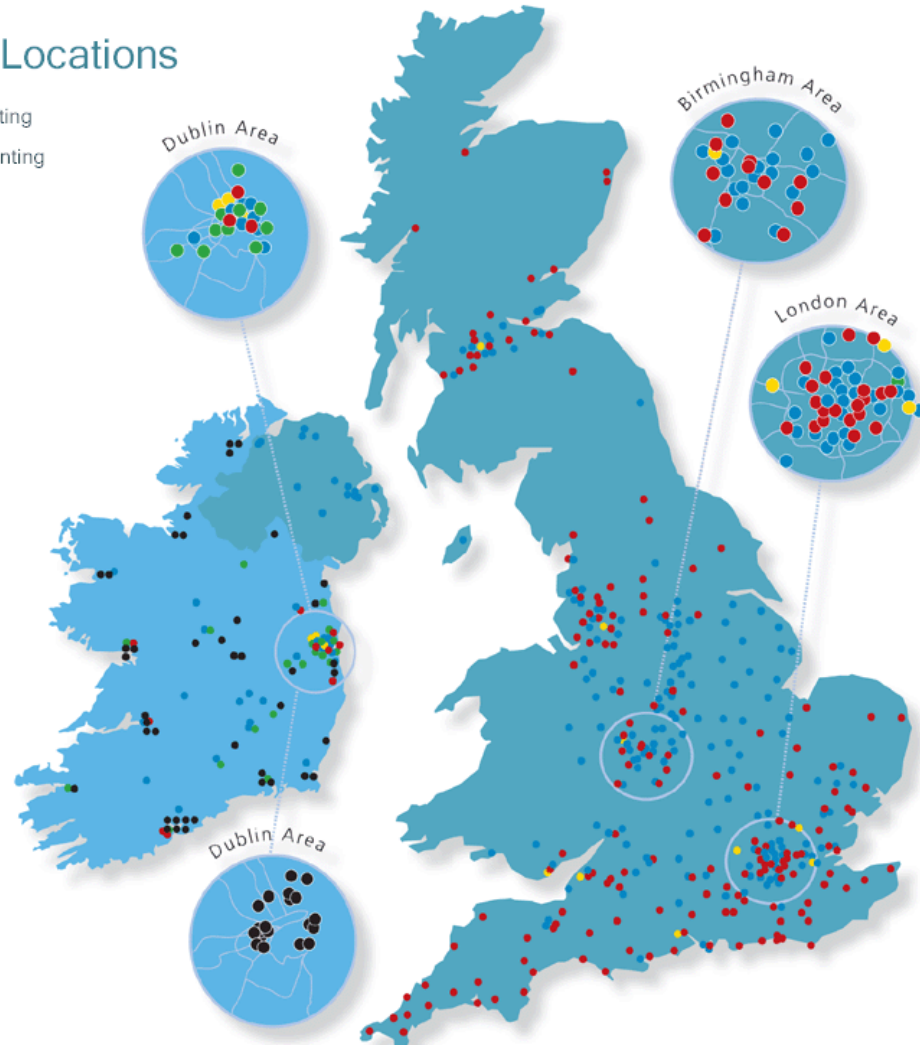 Locations
ting
nting
Dublin Area
Birmingham Area
London Area
Dublin Area